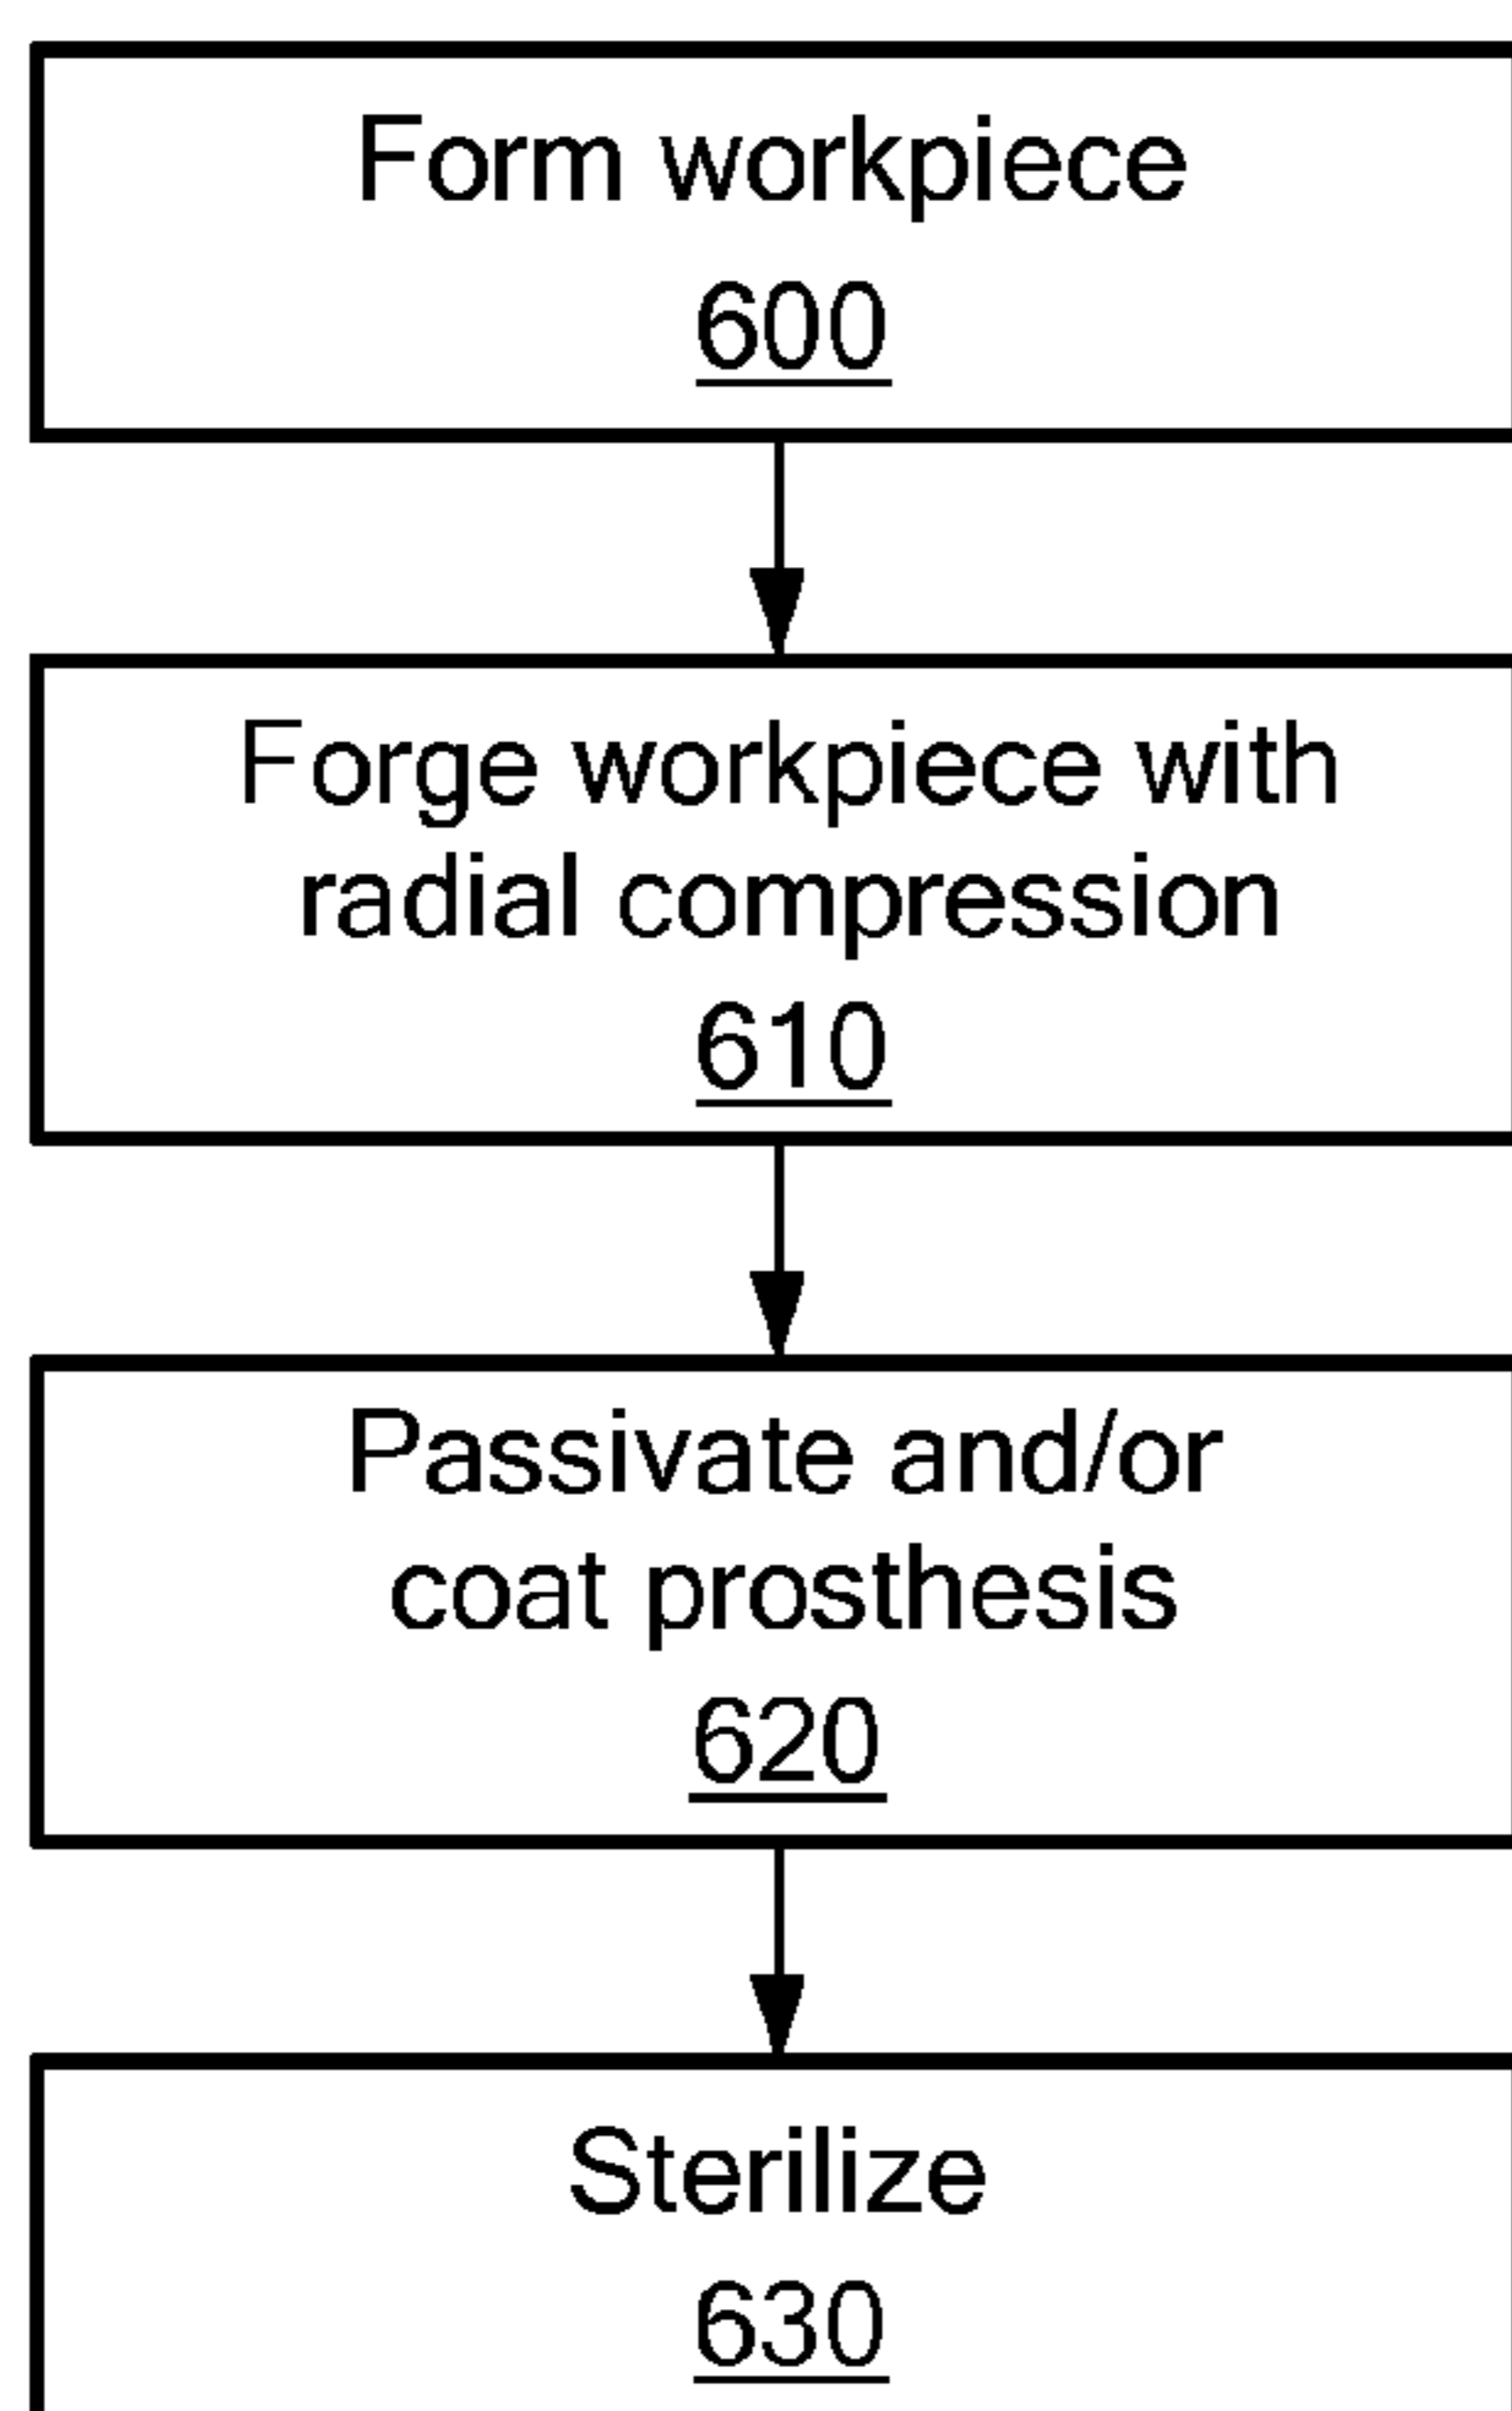 Form workpiece
600
Forge workpiece with
radial compression
610
Passivate and/or
coat prosthesis
620
Sterilize
630